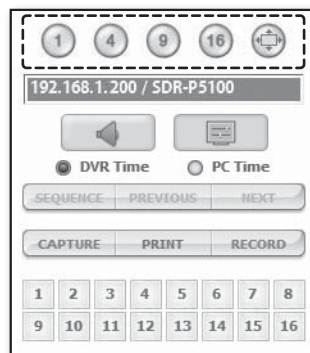 1 4 9 16
192.168.1.200 / SDR-P5100
DVR Time PC Time
SEQUENCE PREVIOUS NEXT
CAPTURE PRINT RECORD
1 2 3 4 5 6 7 8
9 10 11 12 13 14 15 16